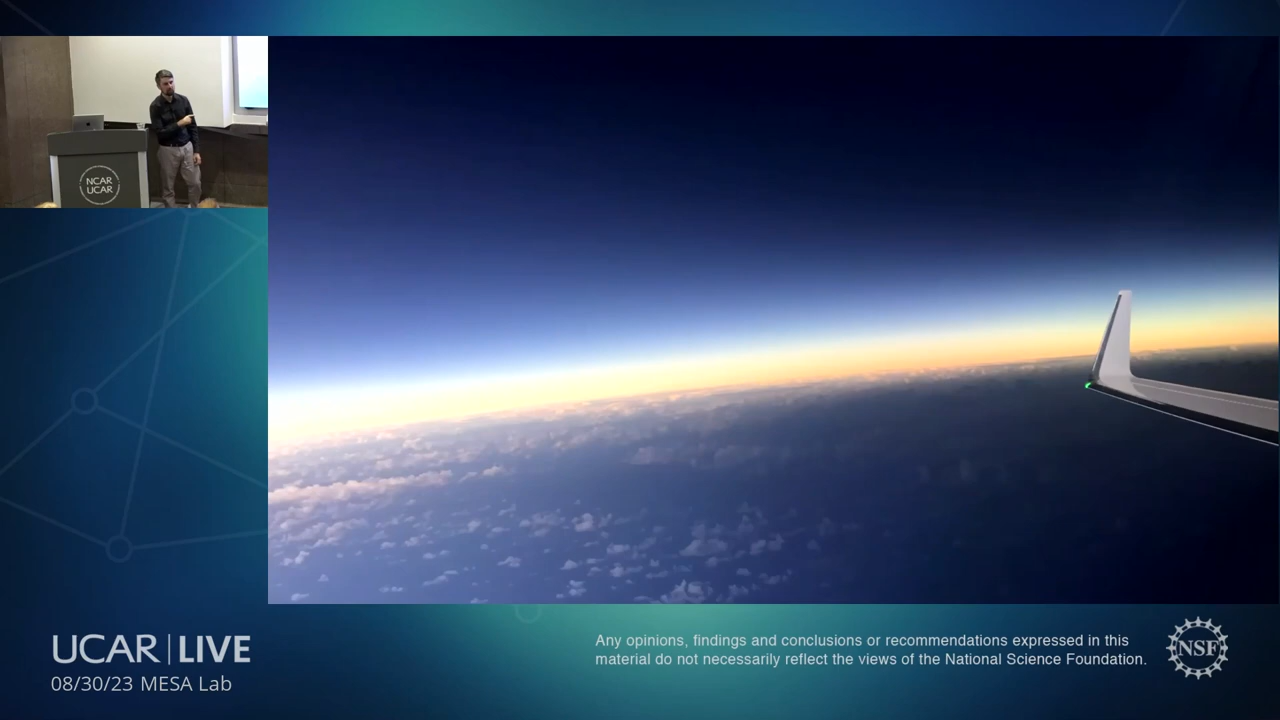 NCAR
UCAR
UCAR | LIVE
08/30/23 MESA Lab
Any opinions, findings and conclusions or recommendations expressed in this
material do not necessarily reflect the views of the National Science Foundation.
NSF